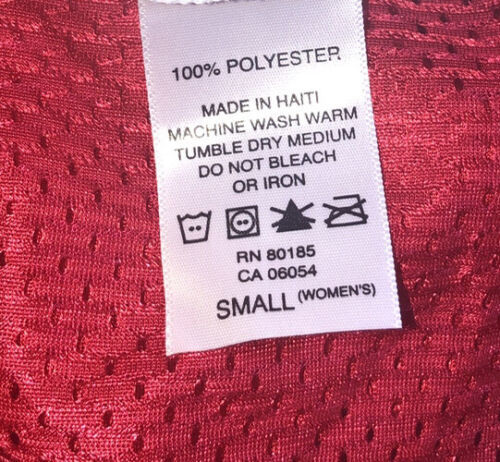 100% POLYESTER
MADE IN HAITI
MACHINE WASH WARM
TUMBLE DRY MEDIUM
DO NOT BLEACH
OR IRON
RN 80185
CA 06054
SMALL (WOMEN'S)